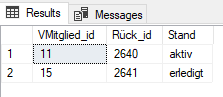 Results Messages
VMitglied_id Rück_id Stand
1 11 2640 aktiv
2 15 2641 erledigt